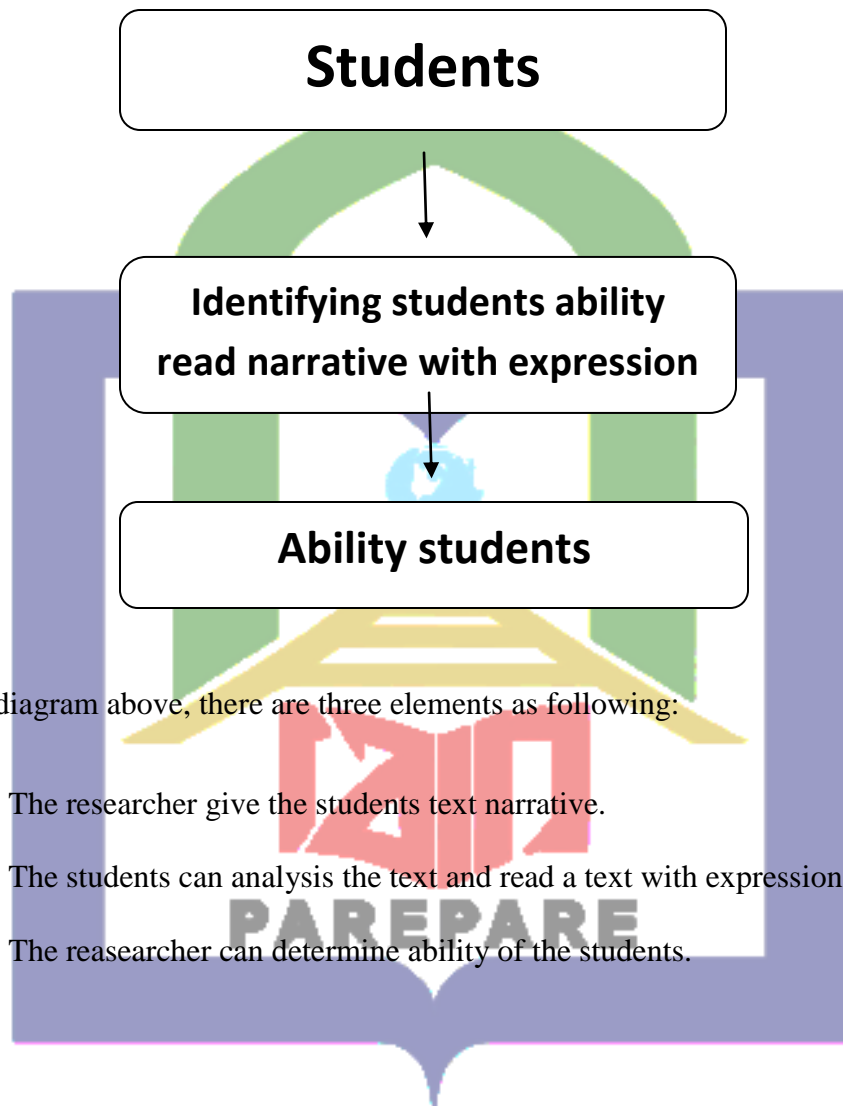 Students
Identifying students ability
read narrative with expression
Ability students
diagram above, there are three elements as following:
The researcher give the students text narrative.
The students can analysis the text and read a text with expression
The reasearcher can determine ability of the students.
PAREPARE